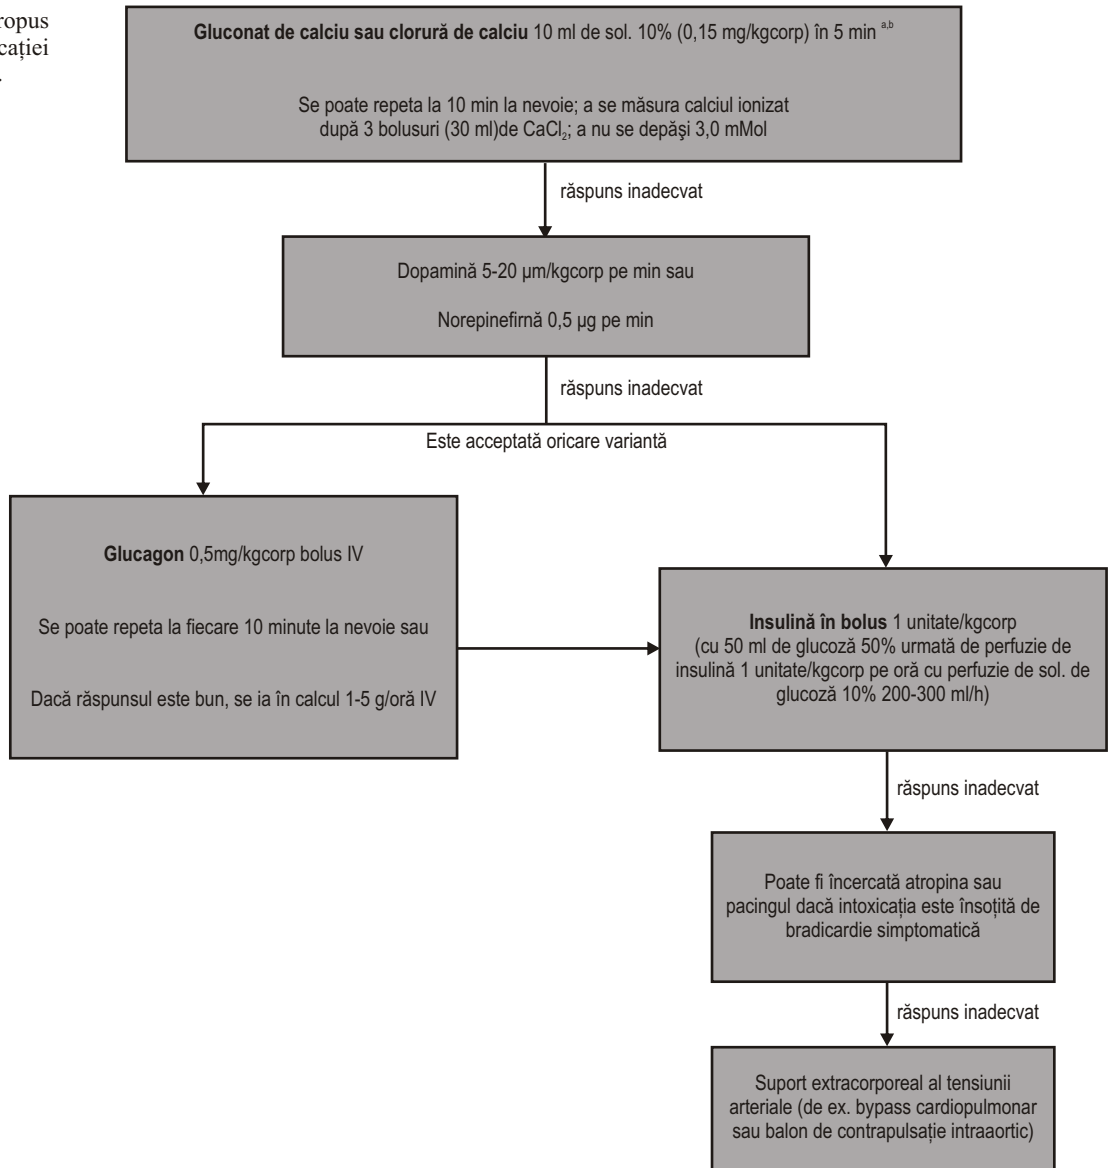 ropus
cației
.
Gluconat de calciu sau clorură de calciu 10 ml de sol. 10% (0,15 mg/kgcorp) în 5 min a,b
Se poate repeta la 10 min la nevoie; a se măsura calciul ionizat
după 3 bolusuri (30 ml)de CaCl2; a nu se depăşi 3,0 mMol
răspuns inadecvat
Dopamină 5-20 µm/kgcorp pe min sau
Norepinefirnă 0,5 µg pe min
răspuns inadecvat
Este acceptată oricare variantă
Glucagon 0,5mg/kgcorp bolus IV
Se poate repeta la fiecare 10 minute la nevoie sau
Dacă răspunsul este bun, se ia în calcul 1-5 g/oră IV
Insulină în bolus 1 unitate/kgcorp
(cu 50 ml de glucoză 50% urmată de perfuzie de
insulină 1 unitate/kgcorp pe oră cu perfuzie de sol. de
glucoză 10% 200-300 ml/h)
răspuns inadecvat
Poate fi încercată atropina sau
pacingul dacă intoxicația este însoțită de
bradicardie simptomatică
răspuns inadecvat
Suport extracorporeal al tensiunii
arteriale (de ex. bypass cardiopulmonar
sau balon de contrapulsație intraaortic)